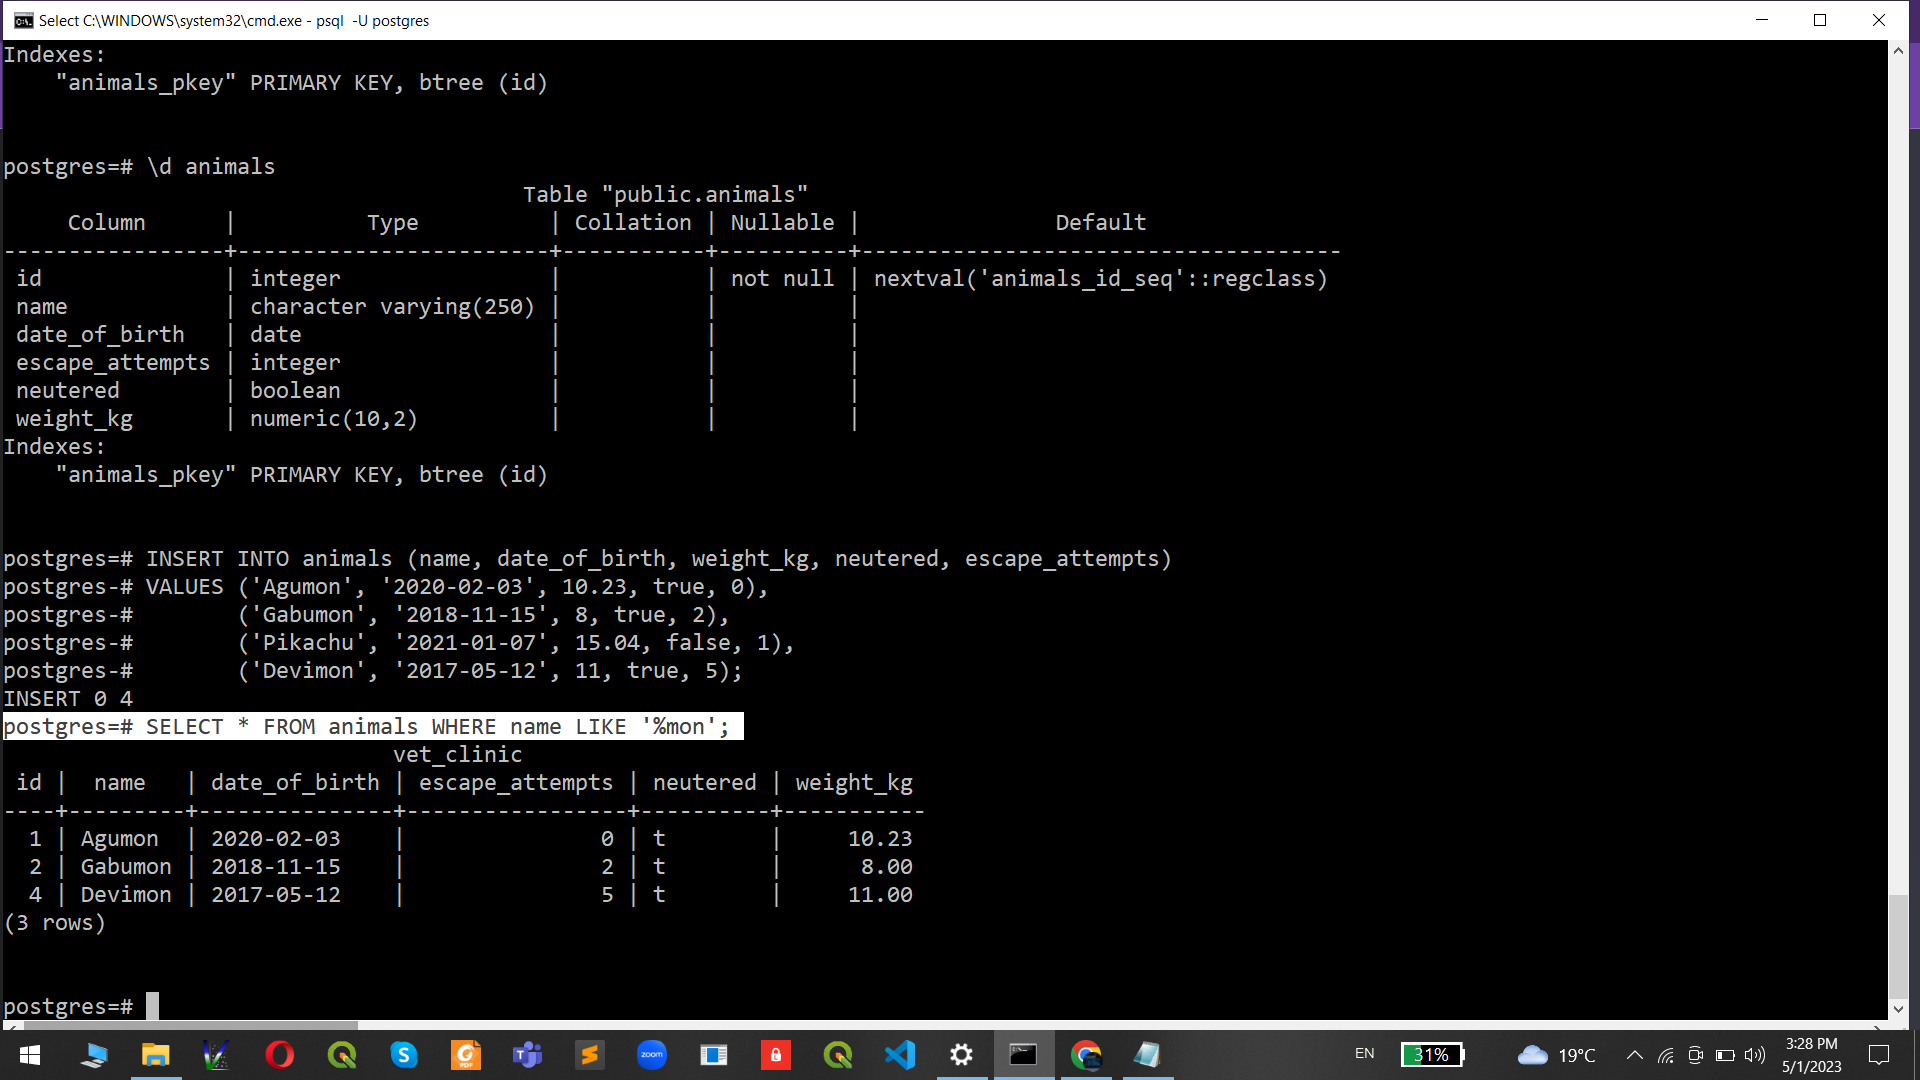 Select C:\WINDOWS\system32\cmd.exe - psql  -U postgres
Indexes:
    "animals_pkey" PRIMARY KEY, btree (id)
postgres=# \d animals
                                        Table "public.animals"
     Column      |          Type          | Collation | Nullable |               Default
-----------------+------------------------+-----------+----------+-------------------------------------
 id              | integer                |           | not null | nextval('animals_id_seq'::regclass)
 name            | character varying(250) |           |          |
 date_of_birth   | date                   |           |          |
 escape_attempts | integer                |           |          |
 neutered        | boolean                |           |          |
 weight_kg       | numeric(10,2)          |           |          |
Indexes:
    "animals_pkey" PRIMARY KEY, btree (id)
postgres=# INSERT INTO animals (name, date_of_birth, weight_kg, neutered, escape_attempts)
postgres-# VALUES ('Agumon', '2020-02-03', 10.23, true, 0),
postgres-#        ('Gabumon', '2018-11-15', 8, true, 2),
postgres-#        ('Pikachu', '2021-01-07', 15.04, false, 1),
postgres-#        ('Devimon', '2017-05-12', 11, true, 5);
INSERT 0 4
postgres=# SELECT * FROM animals WHERE name LIKE '%mon';
                              vet_clinic
 id |  name   | date_of_birth | escape_attempts | neutered | weight_kg
----+---------+---------------+-----------------+----------+-----------
  1 | Agumon  | 2020-02-03    |               0 | t        |     10.23
  2 | Gabumon | 2018-11-15    |               2 | t        |      8.00
  4 | Devimon | 2017-05-12    |               5 | t        |     11.00
(3 rows)
postgres=#
zoom
EN
31%
19°C
3:28 PM
5/1/2023